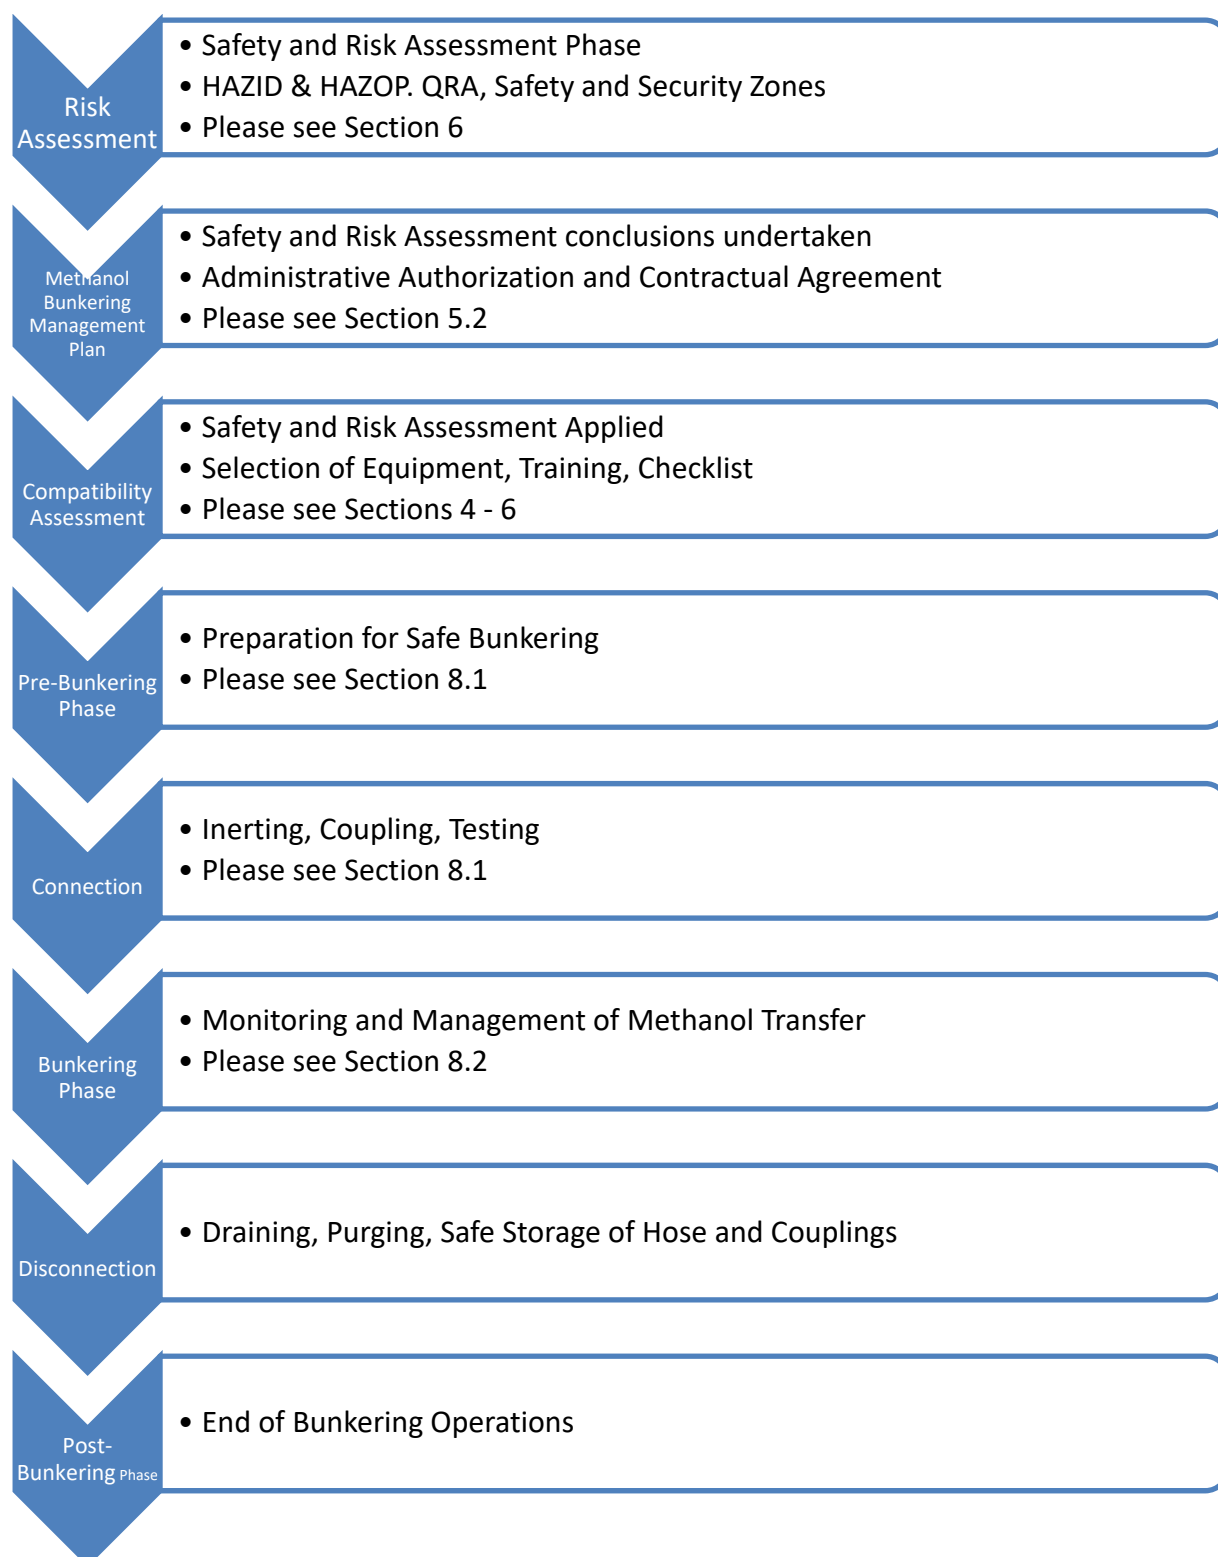 Risk
Assessment
• Safety and Risk Assessment Phase
• HAZID & HAZOP. QRA, Safety and Security Zones
• Please see Section 6
Methanol
Bunkering
Management
Plan
• Safety and Risk Assessment conclusions undertaken
• Administrative Authorization and Contractual Agreement
• Please see Section 5.2
Compatibility
Assessment
• Safety and Risk Assessment Applied
• Selection of Equipment, Training, Checklist
• Please see Sections 4 - 6
Pre-Bunkering
Phase
• Preparation for Safe Bunkering
• Please see Section 8.1
Connection
• Inerting, Coupling, Testing
• Please see Section 8.1
Bunkering
Phase
• Monitoring and Management of Methanol Transfer
• Please see Section 8.2
Disconnection
• Draining, Purging, Safe Storage of Hose and Couplings
Post-
Bunkering Phase
• End of Bunkering Operations